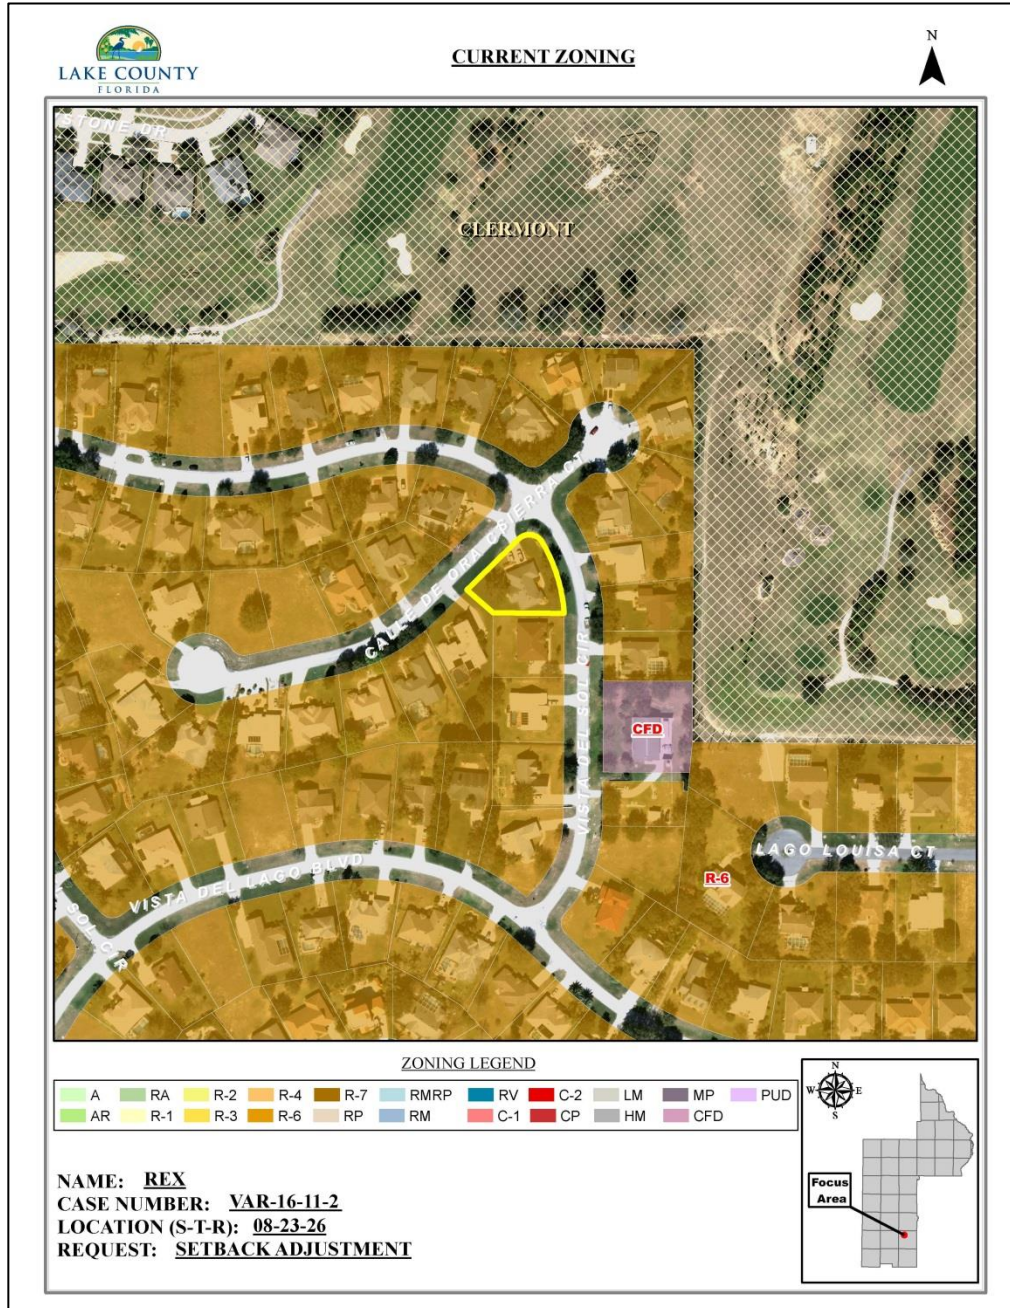 LAKE COUNTY
FLORIDA
CURRENT ZONING
N
YSTONE DR
CLERMONT
SIERRA CT
CALLE DE ORA C
VISTA DEL SOL CIR
CFD
LAGO LOUISA CT
R-6
VISTA DEL LAGO BLVD
SOL CIR
ZONING LEGEND
A RA R-2 R-4 R-7 RMRP RV C-2 LM MP PUD
AR R-1 R-3 R-6 RP RM C-1 CP HM CFD
NAME: REX
CASE NUMBER: VAR-16-11-2
LOCATION (S-T-R): 08-23-26
REQUEST: SETBACK ADJUSTMENT
N
W E
S
Focus
Area